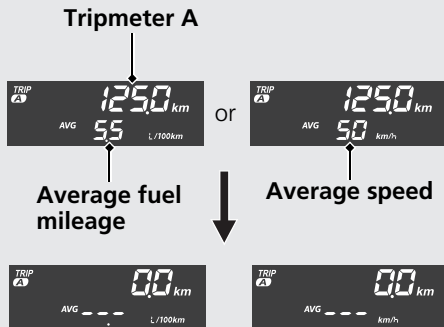 Tripmeter A
TRIP A 125.0 km
AVG 5.5 L/100km
or
TRIP A 125.0 km
AVG 50 km/h
Average fuel
mileage
Average speed
TRIP A 0.0 km
AVG --- L/100km
TRIP A 0.0 km
AVG --- km/h